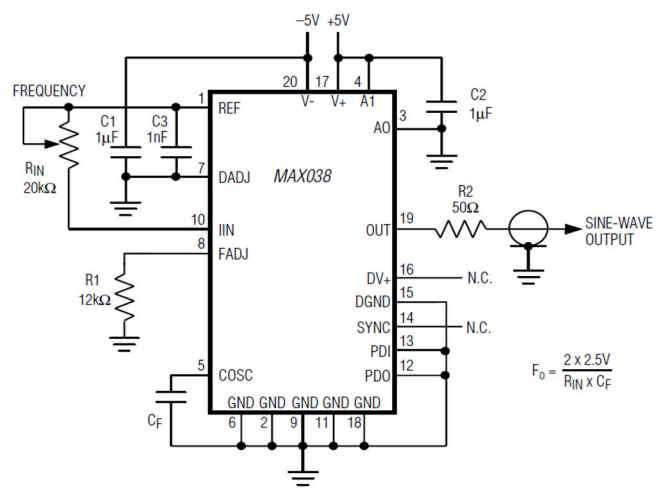 –5V +5V
20 17 4
V- V+ A1
FREQUENCY
1 REF
C1
1µF
C3
1nF
C2
1µF
3 AO
RIN
20kΩ
7 DADJ
MAX038
10 IIN
8 FADJ
R1
12kΩ
OUT 19
R2
50Ω
SINE-WAVE
OUTPUT
DV+ 16 N.C.
DGND 15
SYNC 14 N.C.
PDI 13
PDO 12
Fo = 2 x 2.5V
RIN x CF
5 COSC
CF
GND GND GND GND GND
6 2 9 11 18